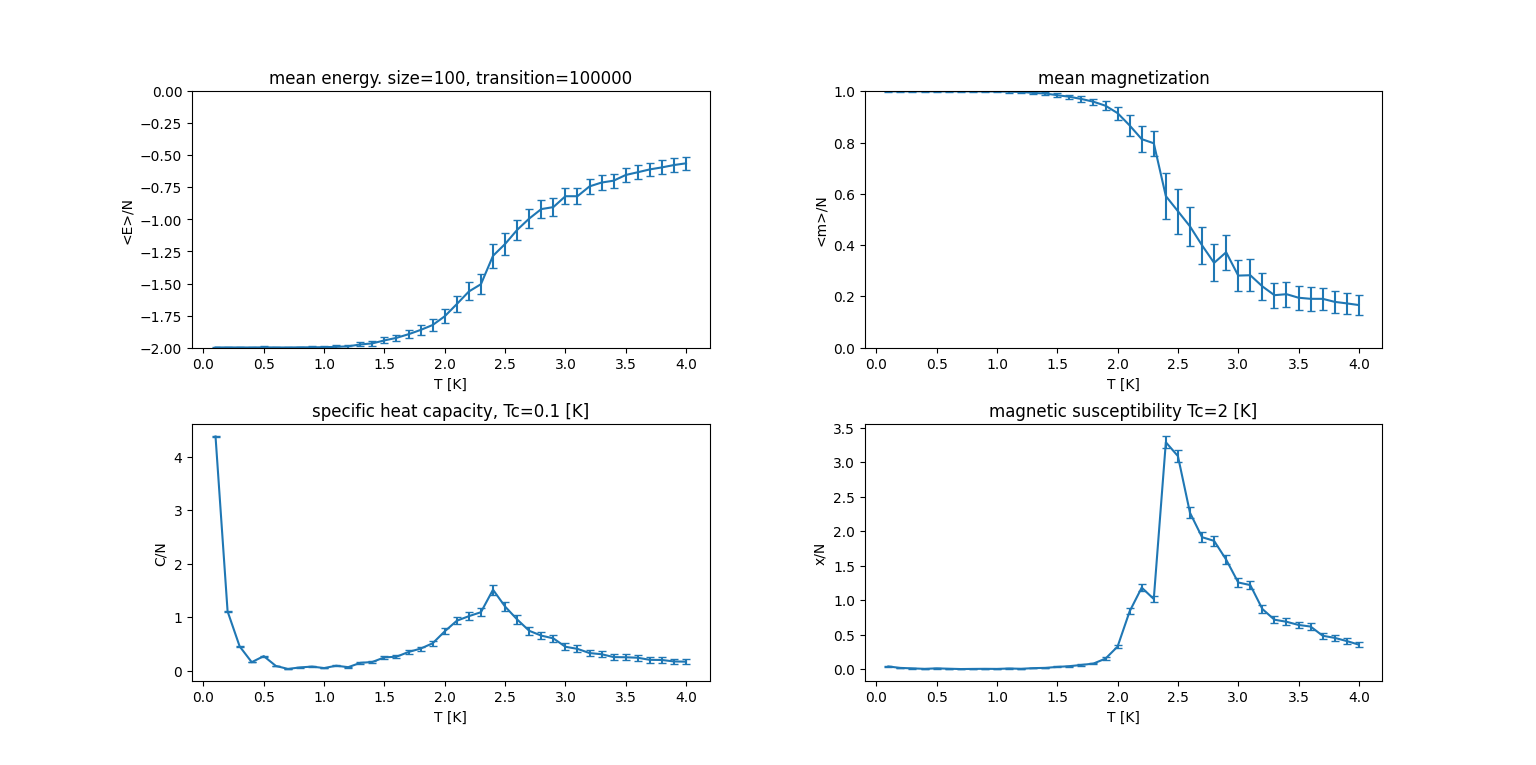 mean energy. size=100, transition=100000
0.00
−0.25
−0.50
−0.75
−1.00
−1.25
−1.50
−1.75
−2.00
<E>/N
0.0 0.5 1.0 1.5 2.0 2.5 3.0 3.5 4.0
T [K]
mean magnetization
1.0
0.8
0.6
0.4
0.2
0.0
<m>/N
0.0 0.5 1.0 1.5 2.0 2.5 3.0 3.5 4.0
T [K]
specific heat capacity, Tc=0.1 [K]
4
3
2
1
0
C/N
0.0 0.5 1.0 1.5 2.0 2.5 3.0 3.5 4.0
T [K]
magnetic susceptibility Tc=2 [K]
3.5
3.0
2.5
2.0
1.5
1.0
0.5
0.0
x/N
0.0 0.5 1.0 1.5 2.0 2.5 3.0 3.5 4.0
T [K]